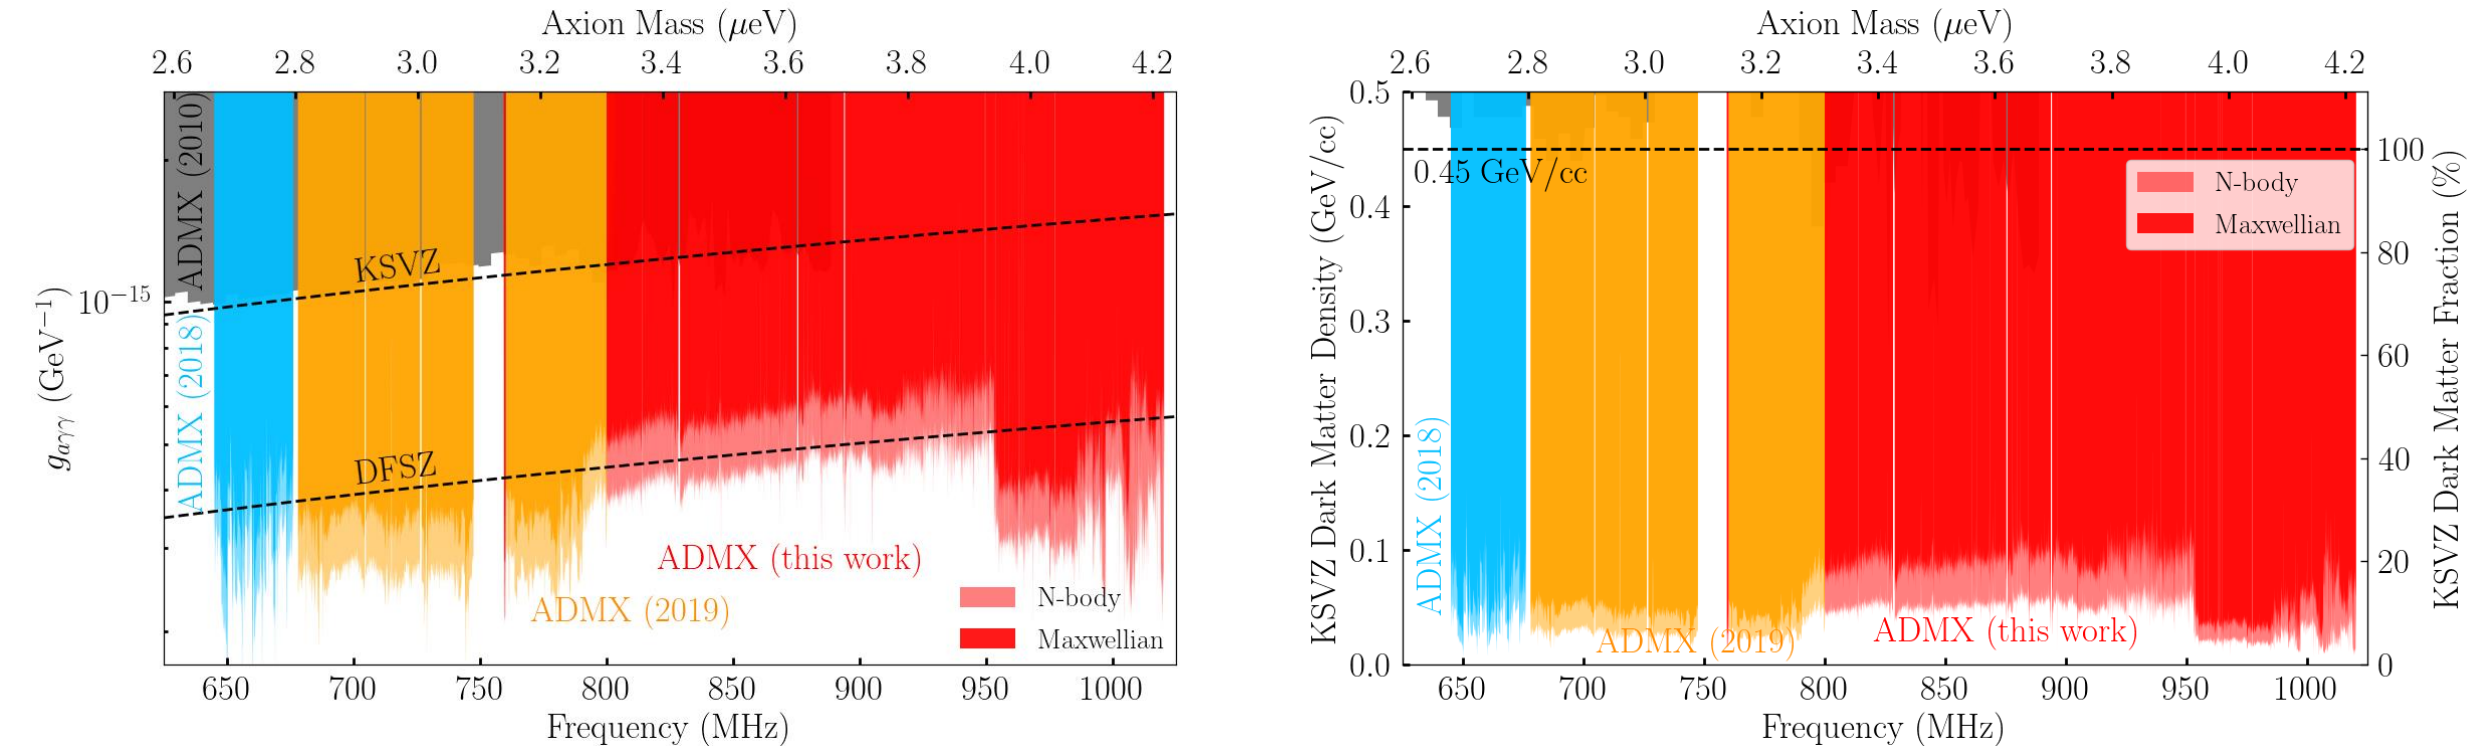 Axion Mass (μeV)
2.6 2.8 3.0 3.2 3.4 3.6 3.8 4.0 4.2
ADMX (2010)
KSVZ
10⁻¹⁵
g_{aγγ} (GeV⁻¹)
ADMX (2018)
DFSZ
ADMX (this work)
ADMX (2019)
N-body
Maxwellian
650 700 750 800 850 900 950 1000
Frequency (MHz)
Axion Mass (μeV)
2.6 2.8 3.0 3.2 3.4 3.6 3.8 4.0 4.2
KSVZ Dark Matter Density (GeV/cc)
0.5
0.4
0.3
0.2
0.1
0.0
0.45 GeV/cc
N-body
Maxwellian
ADMX (2018)
ADMX (2019)
ADMX (this work)
100
80
60
40
20
0
KSVZ Dark Matter Fraction (%)
650 700 750 800 850 900 950 1000
Frequency (MHz)